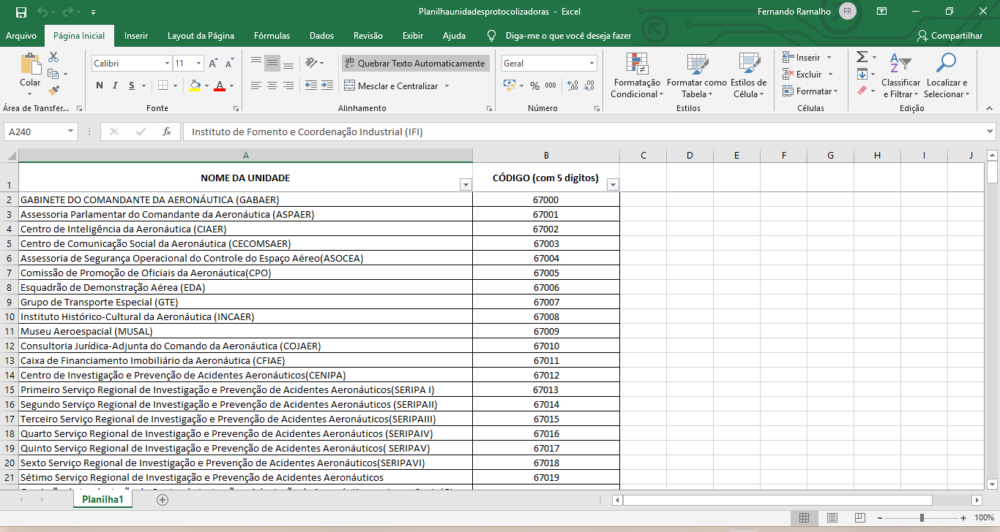 Planilhaunidadesprotocolizadoras - Excel
Fernando Ramalho FR
Arquivo Página Inicial Inserir Layout da Página Fórmulas Dados Revisão Exibir Ajuda Diga-me o que você deseja fazer Compartilhar
Colar
Área de Transfer...
Calibri 11
N I S
A A
A
Fonte
ab Quebrar Texto Automaticamente
Mesclar e Centralizar
Alinhamento
Geral
% 000
Número
Formatação Condicional
Formatar como Tabela
Estilos de Célula
Estilos
Inserir
Excluir
Formatar
Células
Classificar e Filtrar
Localizar e Selecionar
Edição
A240 fx Instituto de Fomento e Coordenação Industrial (IFI)
A B C D E F G H I J
1 NOME DA UNIDADE CÓDIGO (com 5 dígitos)
2 GABINETE DO COMANDANTE DA AERONÁUTICA (GABAER) 67000
3 Assessoria Parlamentar do Comandante da Aeronáutica (ASPAER) 67001
4 Centro de Inteligência da Aeronáutica (CIAER) 67002
5 Centro de Comunicação Social da Aeronáutica (CECOMSAER) 67003
6 Assessoria de Segurança Operacional do Controle do Espaço Aéreo(ASOCEA) 67004
7 Comissão de Promoção de Oficiais da Aeronáutica(CPO) 67005
8 Esquadrão de Demonstração Aérea (EDA) 67006
9 Grupo de Transporte Especial (GTE) 67007
10 Instituto Histórico-Cultural da Aeronáutica (INCAER) 67008
11 Museu Aeroespacial (MUSAL) 67009
12 Consultoria Jurídica-Adjunta do Comando da Aeronáutica (COJAER) 67010
13 Caixa de Financiamento Imobiliário da Aeronáutica (CFIAE) 67011
14 Centro de Investigação e Prevenção de Acidentes Aeronáuticos(CENIPA) 67012
15 Primeiro Serviço Regional de Investigação e Prevenção de Acidentes Aeronáuticos(SERIPA I) 67013
16 Segundo Serviço Regional de Investigação e Prevenção de Acidentes Aeronáuticos (SERIPAII) 67014
17 Terceiro Serviço Regional de Investigação e Prevenção de Acidentes Aeronáuticos(SERIPAIII) 67015
18 Quarto Serviço Regional de Investigação e Prevenção de Acidentes Aeronáuticos (SERIPAIV) 67016
19 Quinto Serviço Regional de Investigação e Prevenção de Acidentes Aeronáuticos( SERIPAV) 67017
20 Sexto Serviço Regional de Investigação e Prevenção de Acidentes Aeronáuticos(SERIPAVI) 67018
21 Sétimo Serviço Regional de Investigação e Prevenção de Acidentes Aeronáuticos 67019
Planilha1
100%